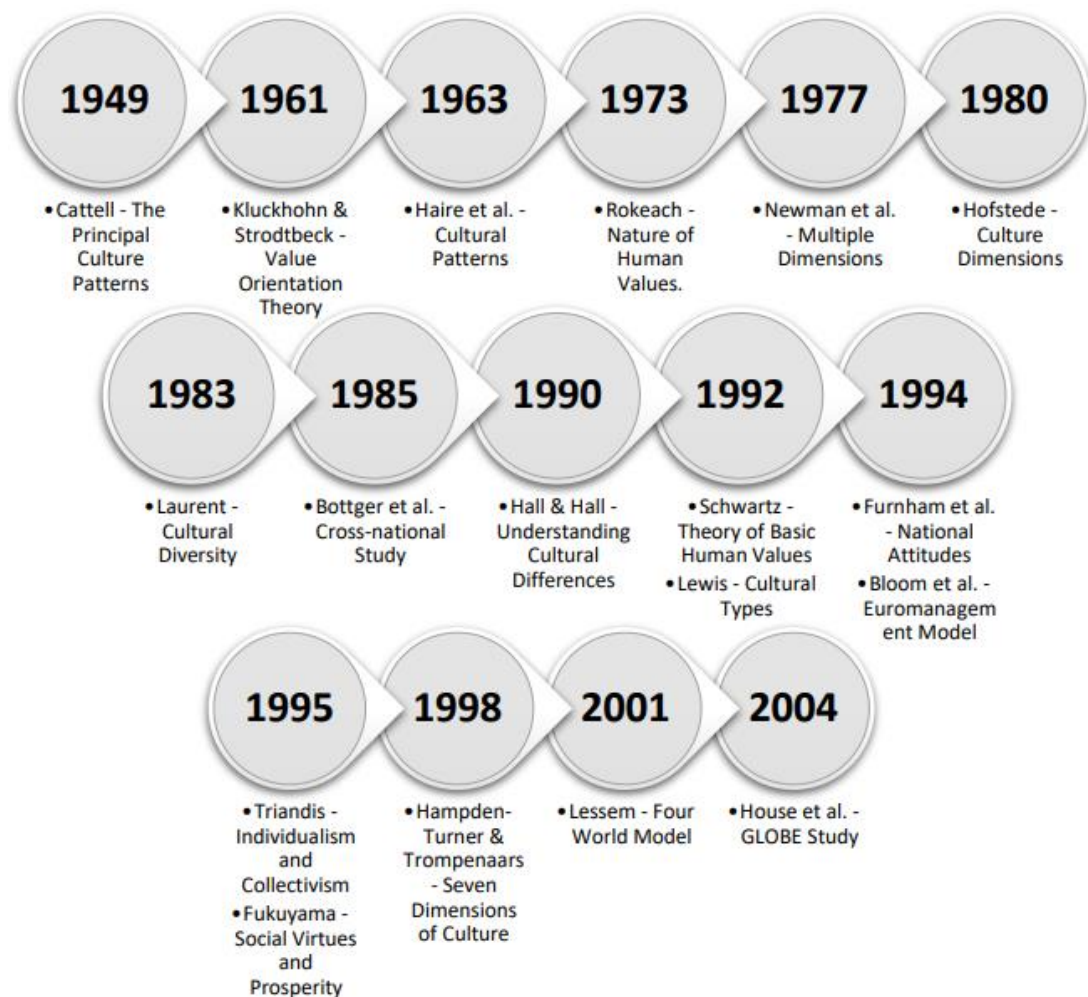 1949
1961
1963
1973
1977
1980
•Cattell - The
Principal
Culture
Patterns
•Kluckhohn &
Strodtbeck -
Value
Orientation
Theory
•Haire et al. -
Cultural
Patterns
•Rokeach -
Nature of
Human
Values.
•Newman et al.
- Multiple
Dimensions
•Hofstede -
Culture
Dimensions
1983
1985
1990
1992
1994
•Laurent -
Cultural
Diversity
•Bottger et al. -
Cross-national
Study
•Hall & Hall -
Understanding
Cultural
Differences
•Schwartz -
Theory of Basic
Human Values
•Lewis - Cultural
Types
•Furnham et al.
- National
Attitudes
•Bloom et al. -
Euromanagem
ent Model
1995
1998
2001
2004
•Triandis -
Individualism
and
Collectivism
•Fukuyama -
Social Virtues
and
Prosperity
•Hampden-
Turner &
Trompenaars
- Seven
Dimensions
of Culture
•Lessem - Four
World Model
•House et al. -
GLOBE Study